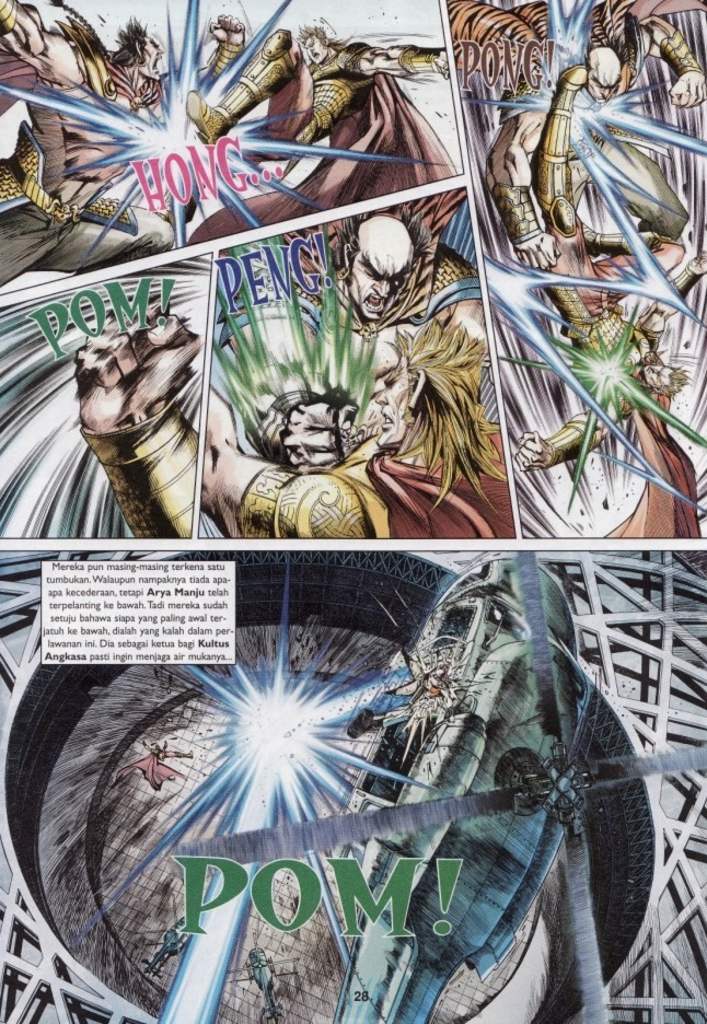 HONG...
PONG!
POM!
PENG!
Mereka pun masing-masing terkena satu
tumbukan. Walaupun nampaknya tiada apa-
apa kecederaan, tetapi Arya Manju telah
terpelanting ke bawah. Tadi mereka sudah
setuju bahawa siapa yang paling awal ter-
jatuh ke bawah, dialah yang kalah dalam per-
lawanan ini. Dia sebagai ketua bagi Kultus
Angkasa pasti ingin menjaga air mukanya...
POM!
28